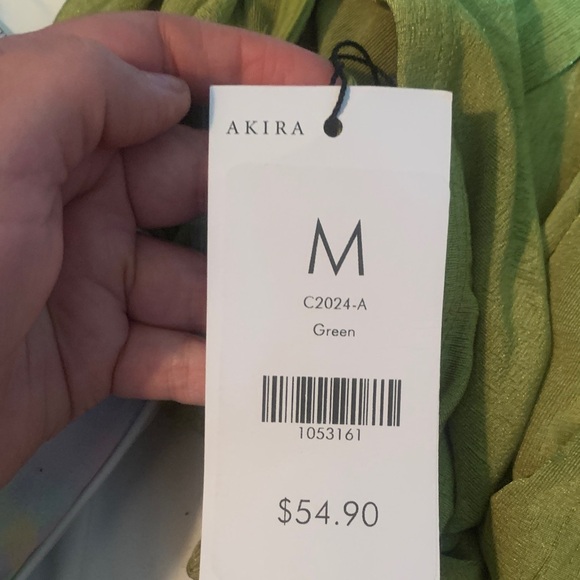 AKIRA
M
C2024-A
Green
1053161
$54.90